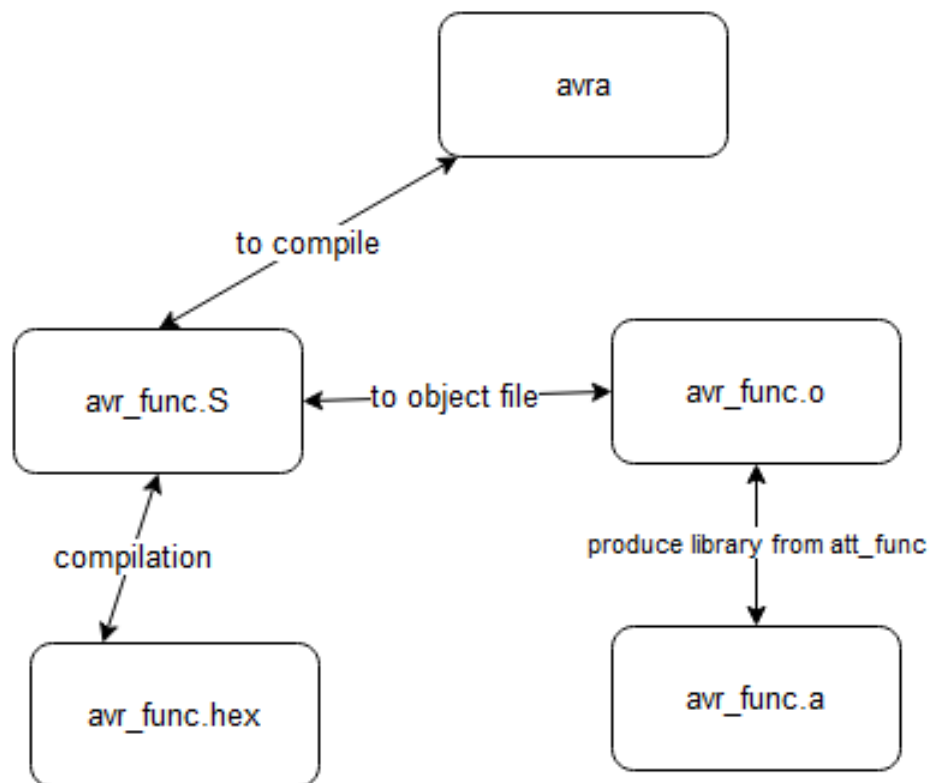 avra
to compile
avr_func.S
to object file
avr_func.o
compilation
produce library from att_func
avr_func.hex
avr_func.a